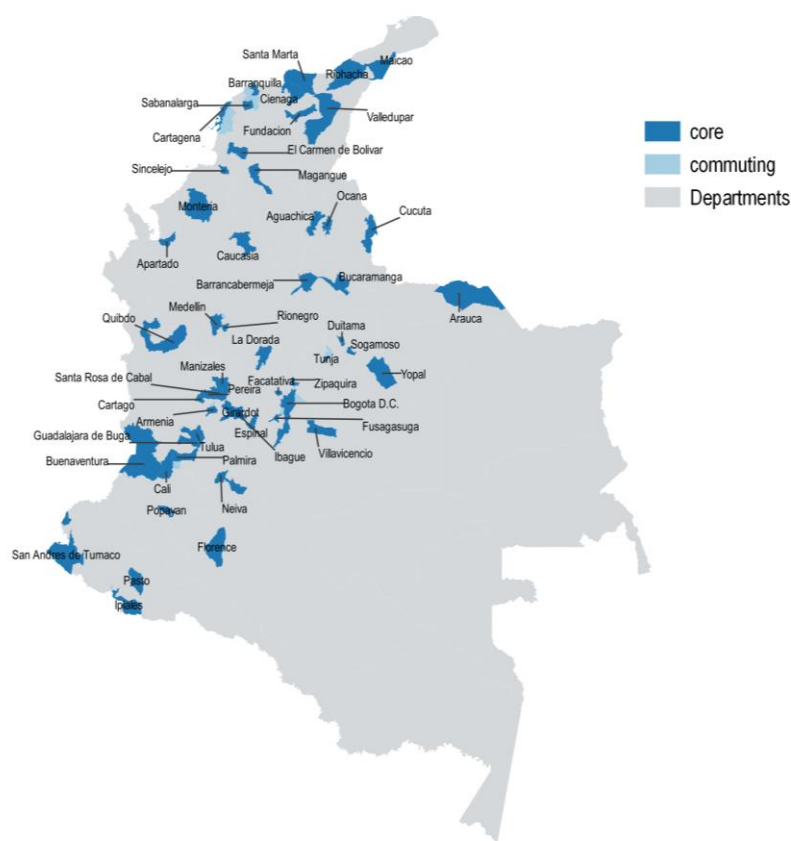 Santa Marta
Maicao
Riohacha
Barranquilla
Cienaga
Sabanalarga
Valledupar
Fundacion
Cartagena
El Carmen de Bolivar
Sincelejo
Magangue
Ocana
Monteria
Aguachica
Cucuta
Caucasia
Apartado
Bucaramanga
Barrancabermeja
Medellin
Rionegro
Arauca
Quibdo
Duitama
La Dorada
Sogamoso
Tunja
Manizales
Yopal
Santa Rosa de Cabal
Facatativa
Zipaquira
Pereira
Cartago
Bogota D.C.
Girardot
Armenia
Fusagasuga
Espinal
Guadalajara de Buga
Tulua
Ibague
Villavicencio
Buenaventura
Palmira
Cali
Neiva
Popayan
Florence
San Andres de Tumaco
Pasto
Ipiales
core
commuting
Departments